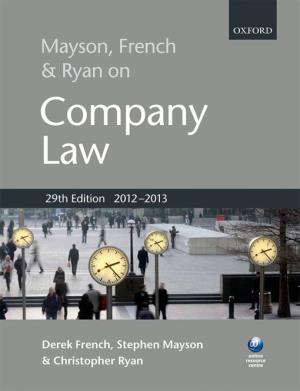 OXFORD
Mayson, French
& Ryan on
Company
Law
29th Edition 2012–2013
Derek French, Stephen Mayson
& Christopher Ryan
online
resource
centre